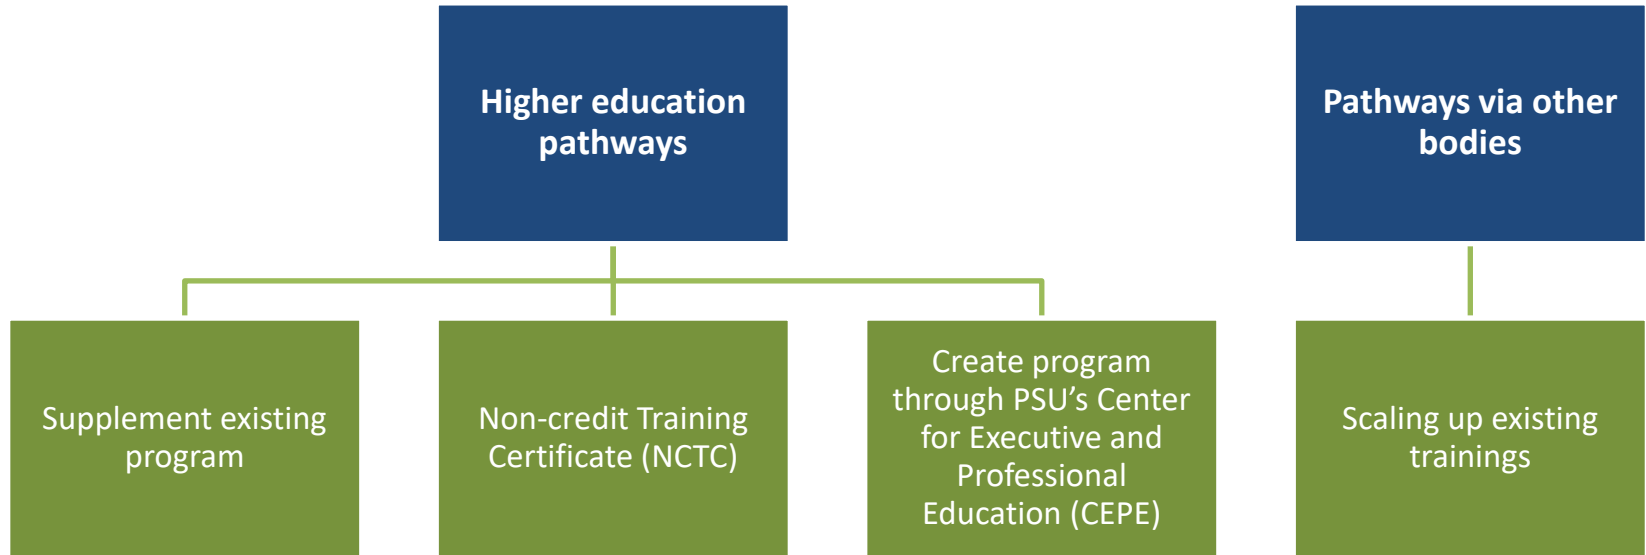 Higher education
pathways
Pathways via other
bodies
Supplement existing
program
Non-credit Training
Certificate (NCTC)
Create program
through PSU’s Center
for Executive and
Professional
Education (CEPE)
Scaling up existing
trainings